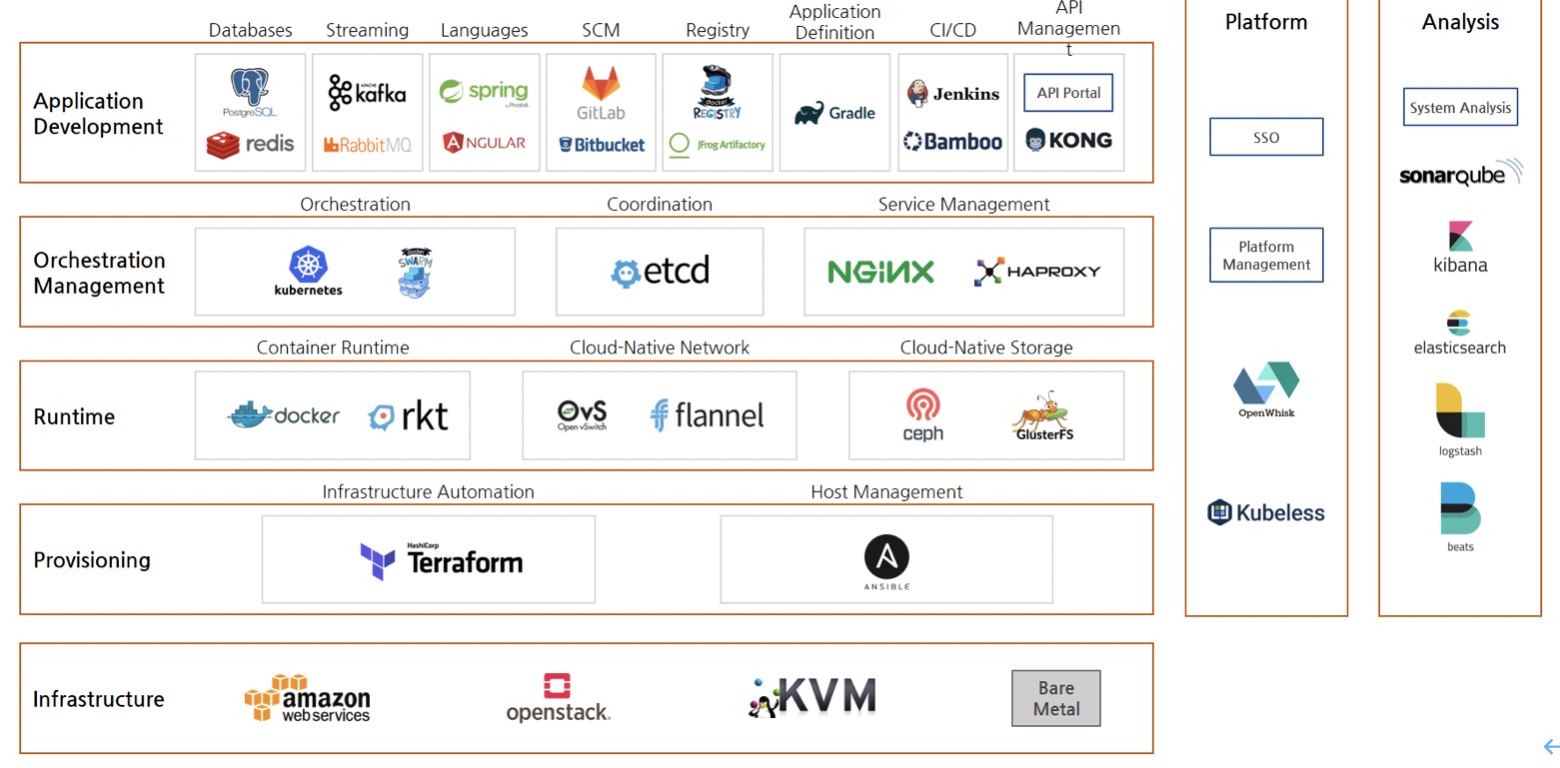 Databases
Streaming
Languages
SCM
Registry
Application
Definition
CI/CD
API
Managemen
t
Application
Development
PostgreSQL
redis
APACHE
kafka
RabbitMQ
spring
by Pivotal.
NGULAR
GitLab
Bitbucket
docker
REGISTRY
JFrog Artifactory
Gradle
Jenkins
Bamboo
API Portal
KONG
Orchestration
Coordination
Service Management
Orchestration
Management
kubernetes
docker
SWARM
etcd
NGiNX
HAPROXY
Container Runtime
Cloud-Native Network
Cloud-Native Storage
Runtime
docker
rkt
OvS
Open vSwitch
flannel
ceph
GlusterFS
Infrastructure Automation
Host Management
Provisioning
HashiCorp
Terraform
A
ANSIBLE
Infrastructure
amazon
webservices
openstack.
KVM
Bare
Metal
Platform
SSO
Platform
Management
OpenWhisk
Kubeless
Analysis
System Analysis
sonarqube
kibana
elasticsearch
logstash
beats